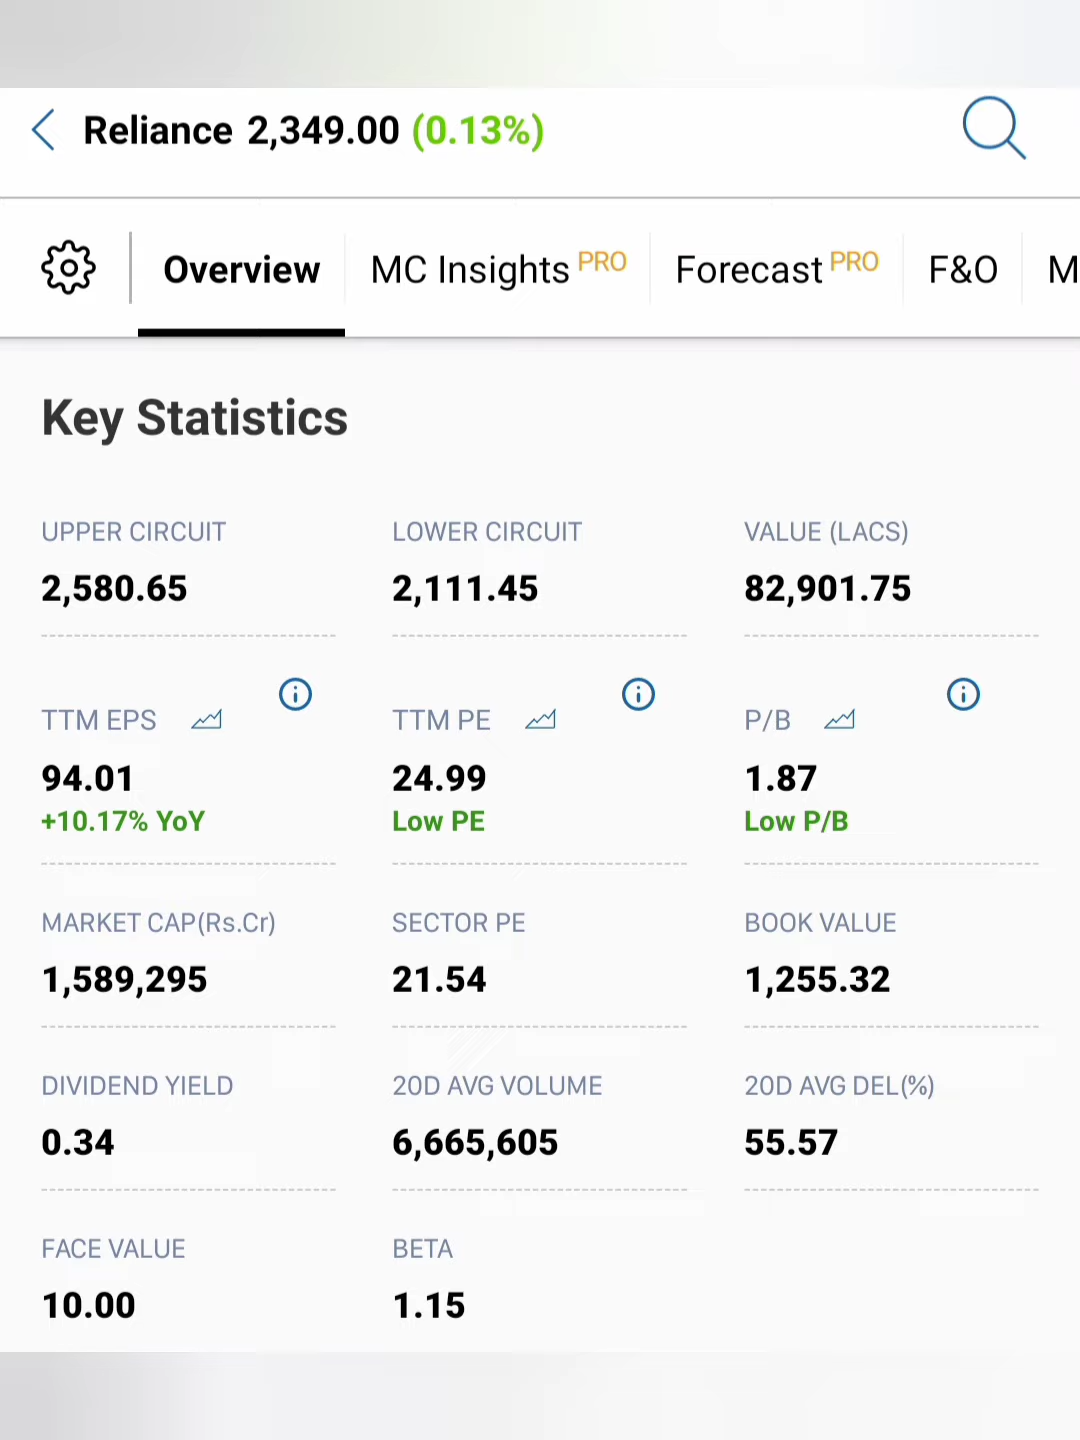 Reliance 2,349.00 (0.13%)
Overview MC Insights PRO Forecast PRO F&O M
Key Statistics
UPPER CIRCUIT LOWER CIRCUIT VALUE (LACS)
2,580.65 2,111.45 82,901.75
TTM EPS TTM PE P/B
94.01 24.99 1.87
+10.17% YoY Low PE Low P/B
MARKET CAP(Rs.Cr) SECTOR PE BOOK VALUE
1,589,295 21.54 1,255.32
DIVIDEND YIELD 20D AVG VOLUME 20D AVG DEL(%)
0.34 6,665,605 55.57
FACE VALUE BETA
10.00 1.15